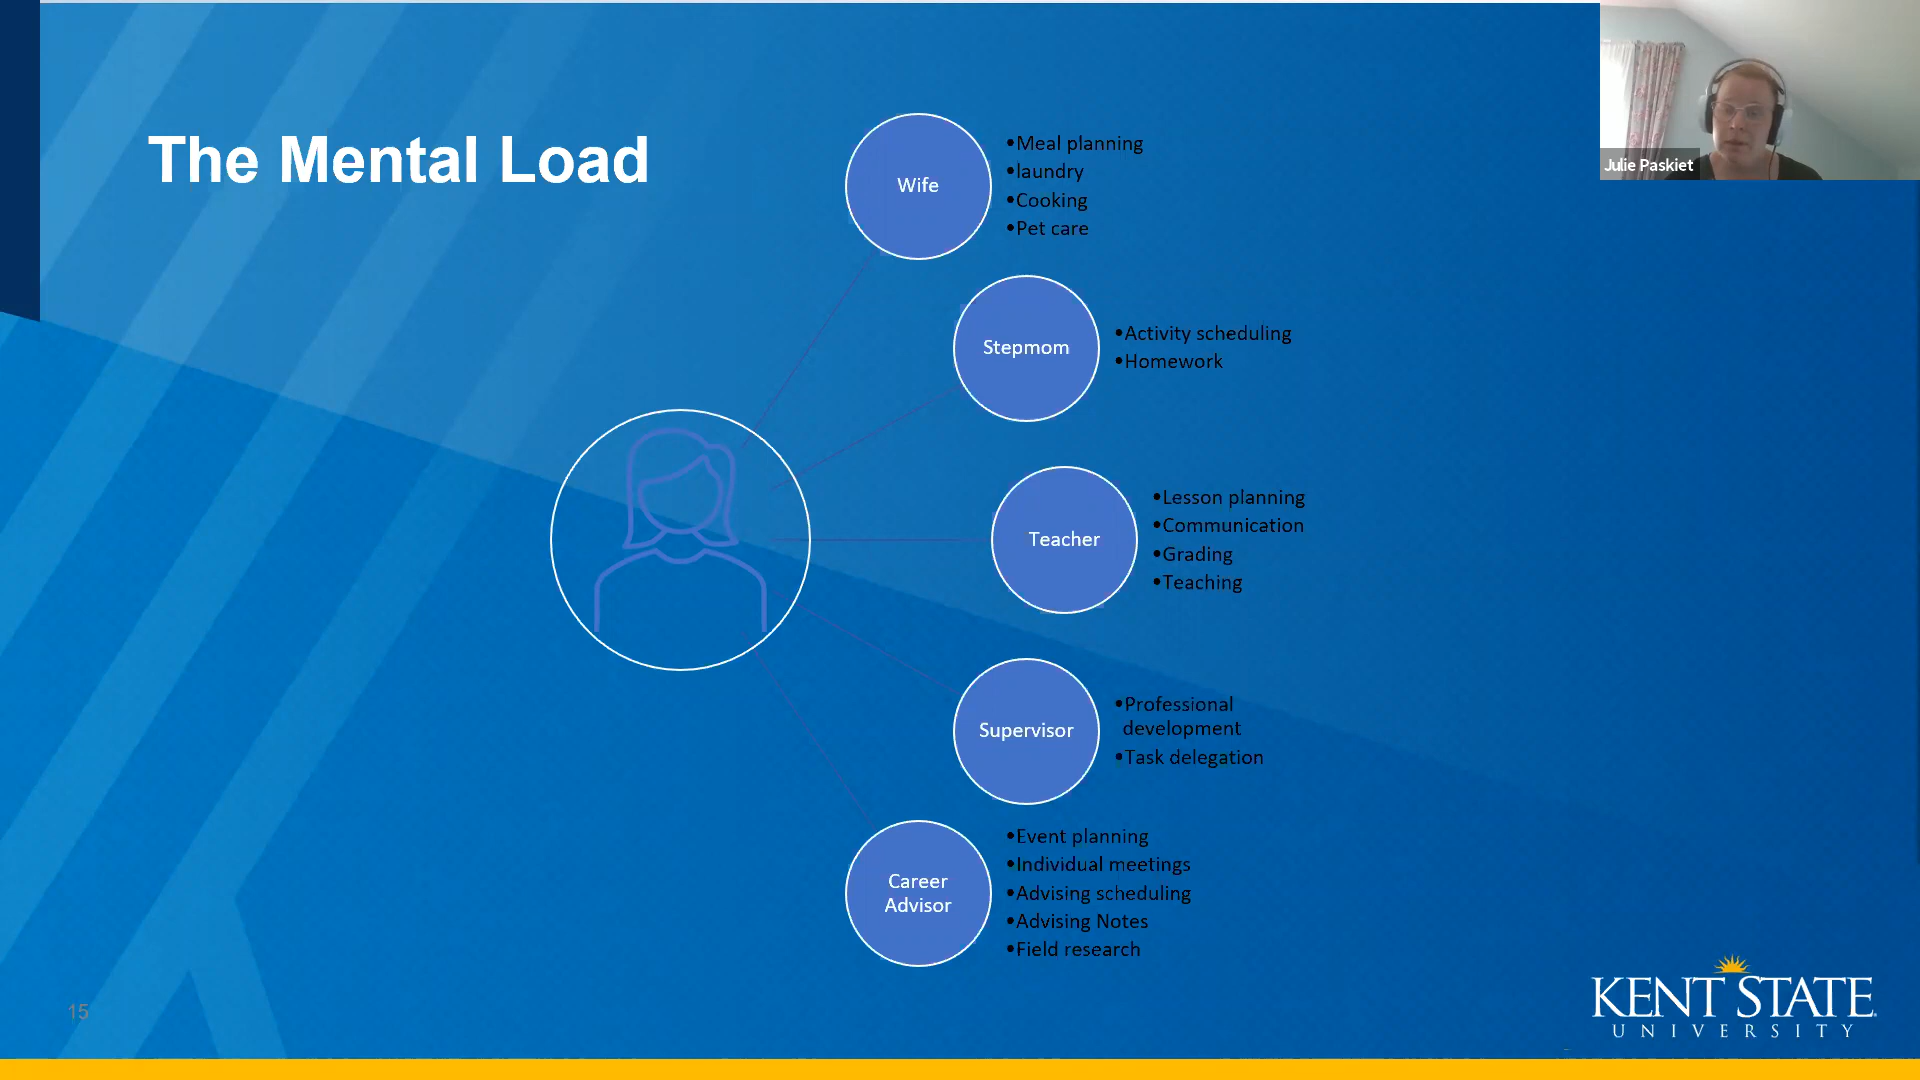 The Mental Load
Julie Paskiet
Wife
•Meal planning
•laundry
•Cooking
•Pet care
Stepmom
•Activity scheduling
•Homework
Teacher
•Lesson planning
•Communication
•Grading
•Teaching
Supervisor
•Professional
development
•Task delegation
Career
Advisor
•Event planning
•Individual meetings
•Advising scheduling
•Advising Notes
•Field research
15
KENT STATE
UNIVERSITY